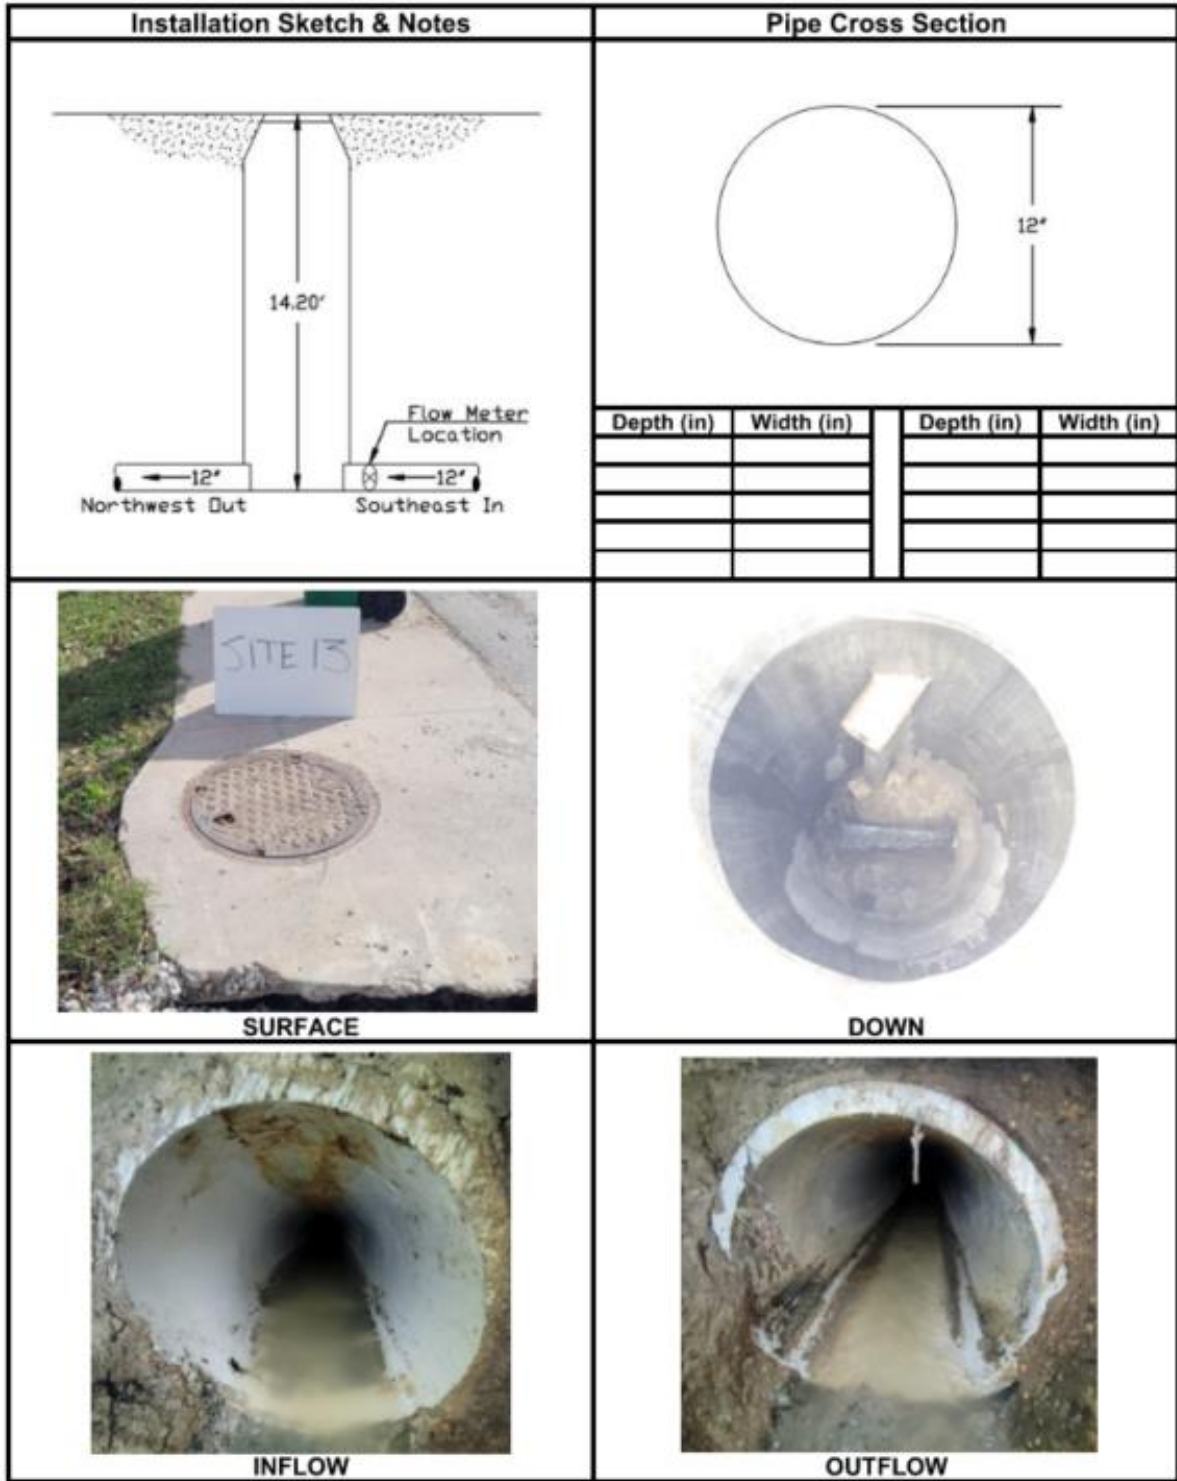 Installation Sketch & Notes
Pipe Cross Section
14.20'
Flow Meter
Location
12"
12"
Northwest Out
Southeast In
12"
Depth (in) Width (in) Depth (in) Width (in)
SITE 13
SURFACE
DOWN
INFLOW
OUTFLOW